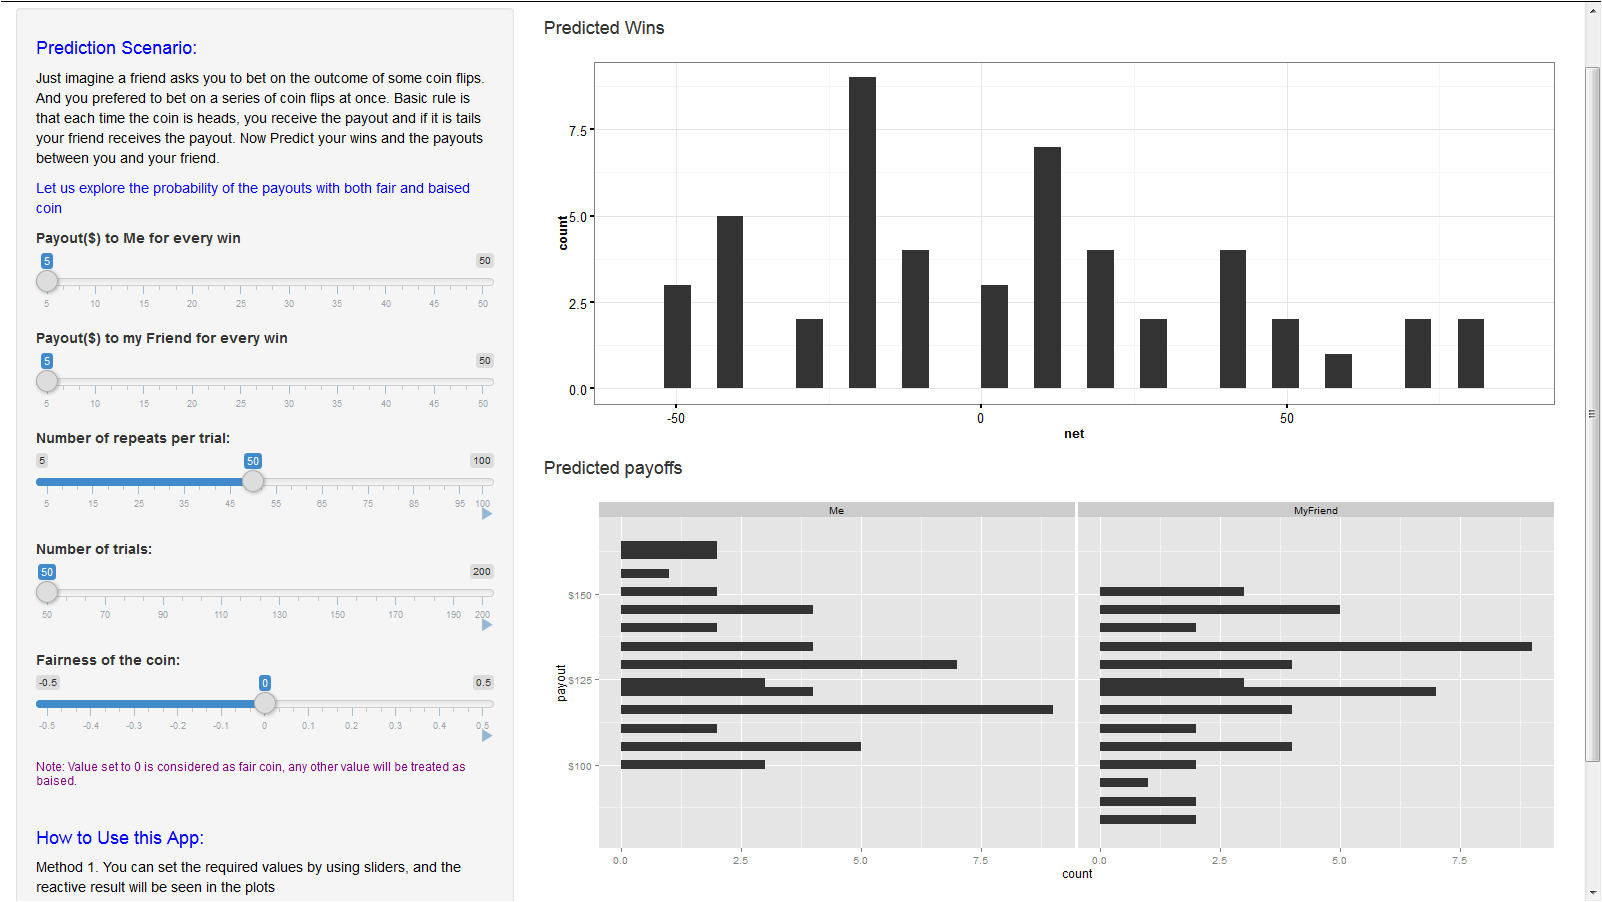 Prediction Scenario:
Just imagine a friend asks you to bet on the outcome of some coin flips.
And you prefered to bet on a series of coin flips at once. Basic rule is
that each time the coin is heads, you receive the payout and if it is tails
your friend receives the payout. Now Predict your wins and the payouts
between you and your friend.
Let us explore the probability of the payouts with both fair and baised
coin
Payout($) to Me for every win
5 50
5 10 15 20 25 30 35 40 45 50
Payout($) to my Friend for every win
5 50
5 10 15 20 25 30 35 40 45 50
Number of repeats per trial:
5 50 100
5 15 25 35 45 55 65 75 85 95 100
Number of trials:
50 200
50 70 90 110 130 150 170 190 200
Fairness of the coin:
-0.5 0 0.5
-0.5 -0.4 -0.3 -0.2 -0.1 0 0.1 0.2 0.3 0.4 0.5
Note: Value set to 0 is considered as fair coin, any other value will be treated as
baised.
How to Use this App:
Method 1. You can set the required values by using sliders, and the
reactive result will be seen in the plots
Predicted Wins
count
7.5
5.0
2.5
0.0
-50 0 50
net
Predicted payoffs
Me MyFriend
payout
$150
$125
$100
0.0 2.5 5.0 7.5 0.0 2.5 5.0 7.5
count